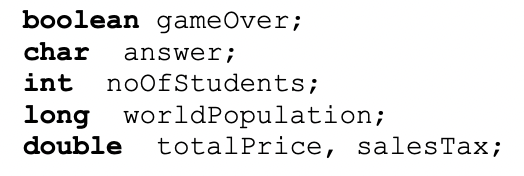 boolean gameOver;
char answer;
int noOfStudents;
long worldPopulation;
double totalPrice, salesTax;